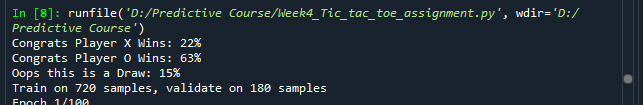 In [8]: runfile('D:/Predictive Course/Week4_Tic_tac_toe_assignment.py', wdir='D:/
Predictive Course')
Congrats Player X Wins: 22%
Congrats Player O Wins: 63%
Oops this is a Draw: 15%
Train on 720 samples, validate on 180 samples
Epoch 1/100